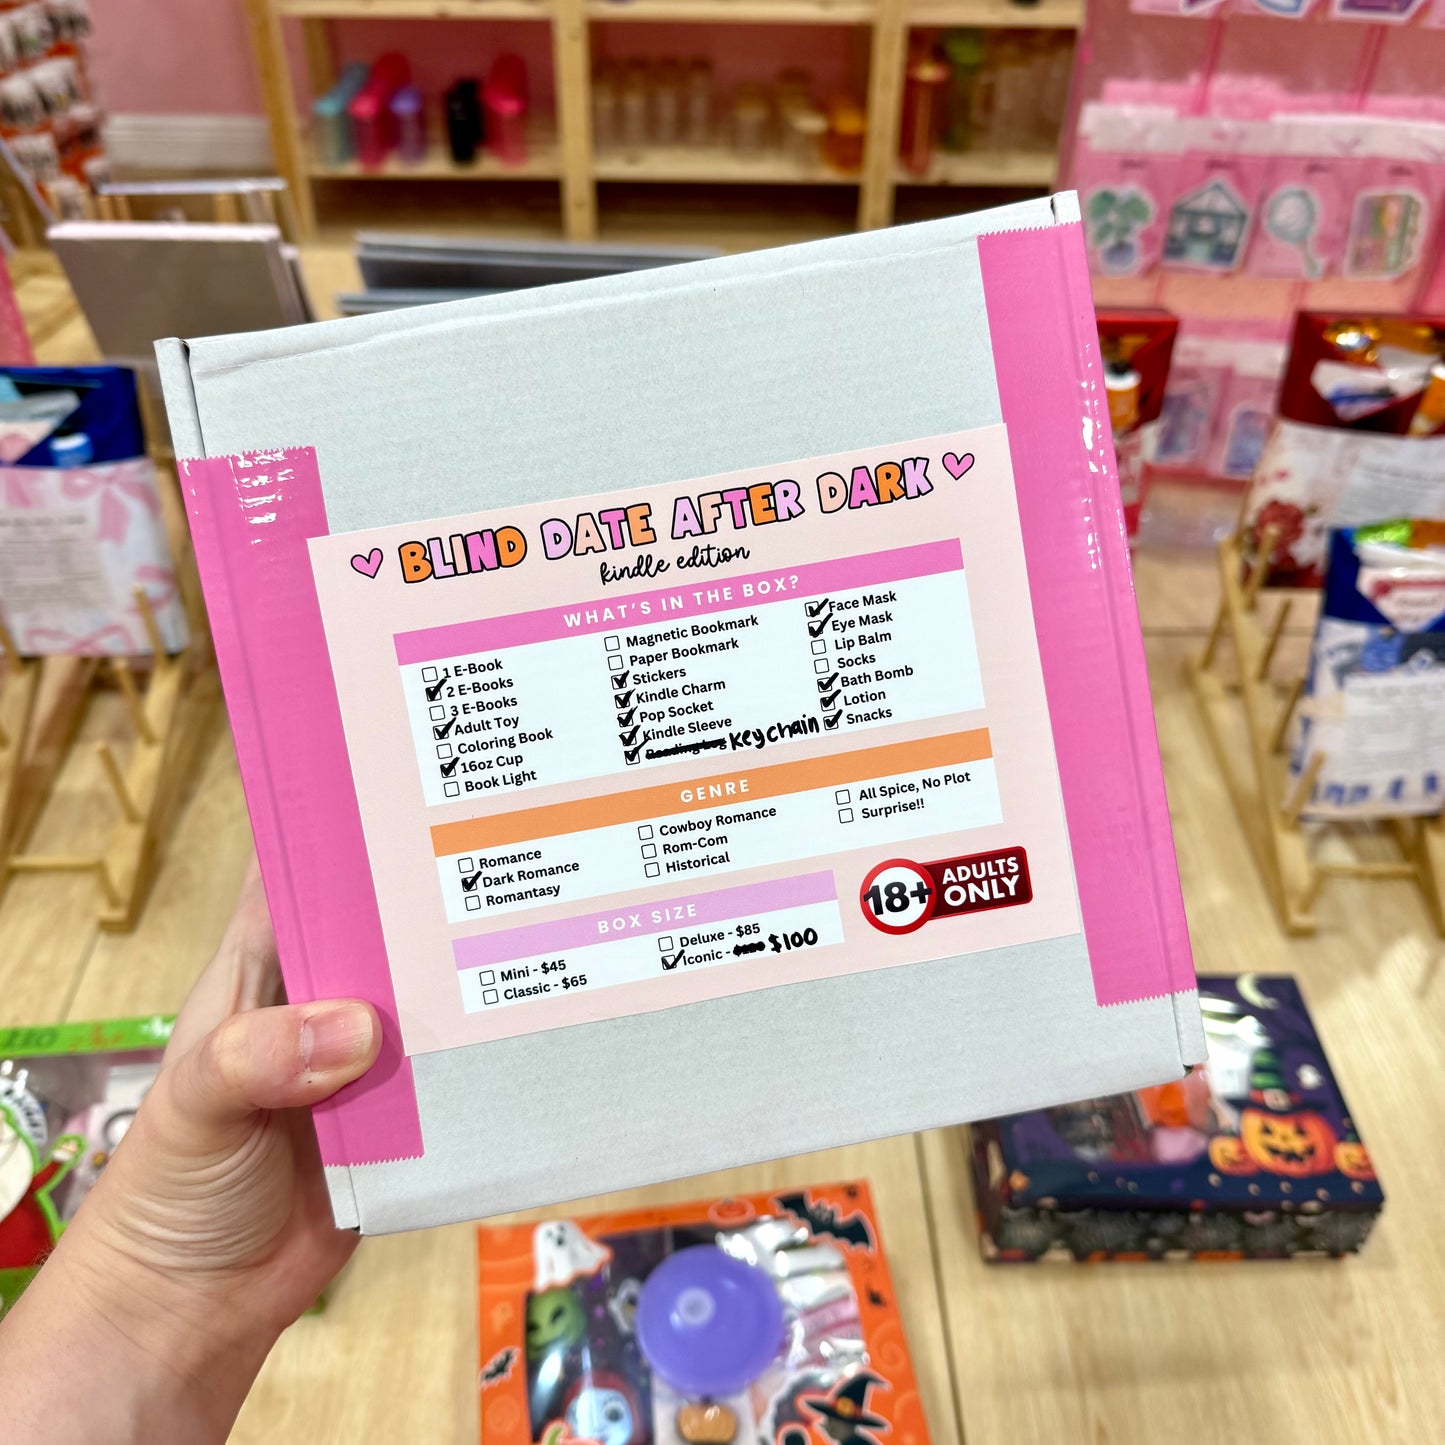 BLIND DATE AFTER DARK
kindle edition
WHAT'S IN THE BOX?
1 E-Book
2 E-Books
3 E-Books
Adult Toy
Coloring Book
16oz Cup
Book Light
Magnetic Bookmark
Paper Bookmark
Stickers
Kindle Charm
Pop Socket
Kindle Sleeve
Reading Log Keychain
Face Mask
Eye Mask
Lip Balm
Socks
Bath Bomb
Lotion
Snacks
GENRE
Romance
Dark Romance
Romantasy
Cowboy Romance
Rom-Com
Historical
All Spice, No Plot
Surprise!!
BOX SIZE
Mini - $45
Classic - $65
Deluxe - $85
Iconic - $100
18+ ADULTS
ONLY